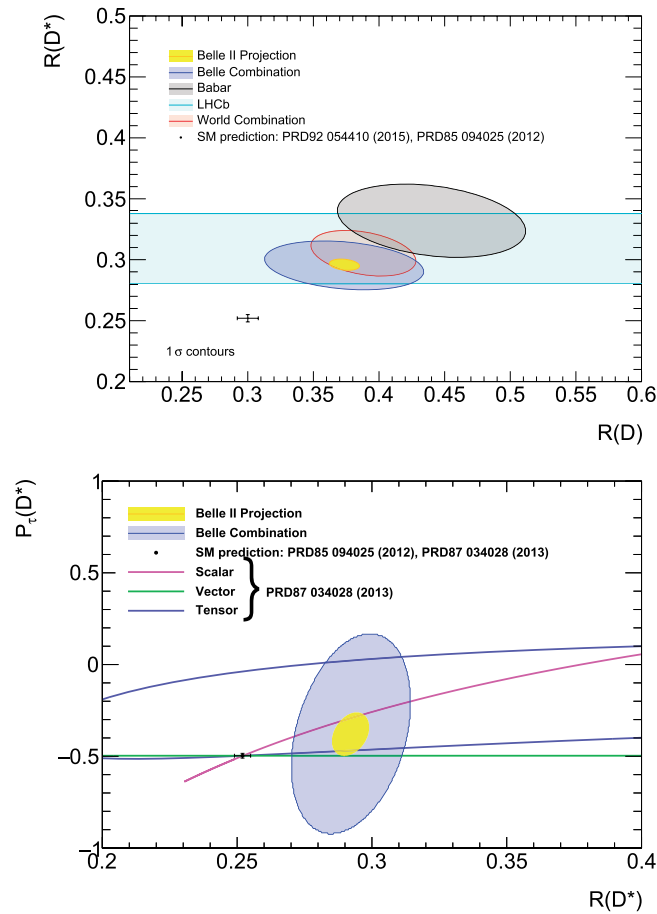 R(D*)
0.5
0.45
0.4
0.35
0.3
0.25
0.2
Belle II Projection
Belle Combination
Babar
LHCb
World Combination
SM prediction: PRD92 054410 (2015), PRD85 094025 (2012)
1 σ contours
0.25 0.3 0.35 0.4 0.45 0.5 0.55 0.6
R(D)
Pτ(D*)
1
0.5
0
−0.5
−1
Belle II Projection
Belle Combination
SM prediction: PRD85 094025 (2012), PRD87 034028 (2013)
Scalar
Vector
Tensor
} PRD87 034028 (2013)
0.2 0.25 0.3 0.35 0.4
R(D*)